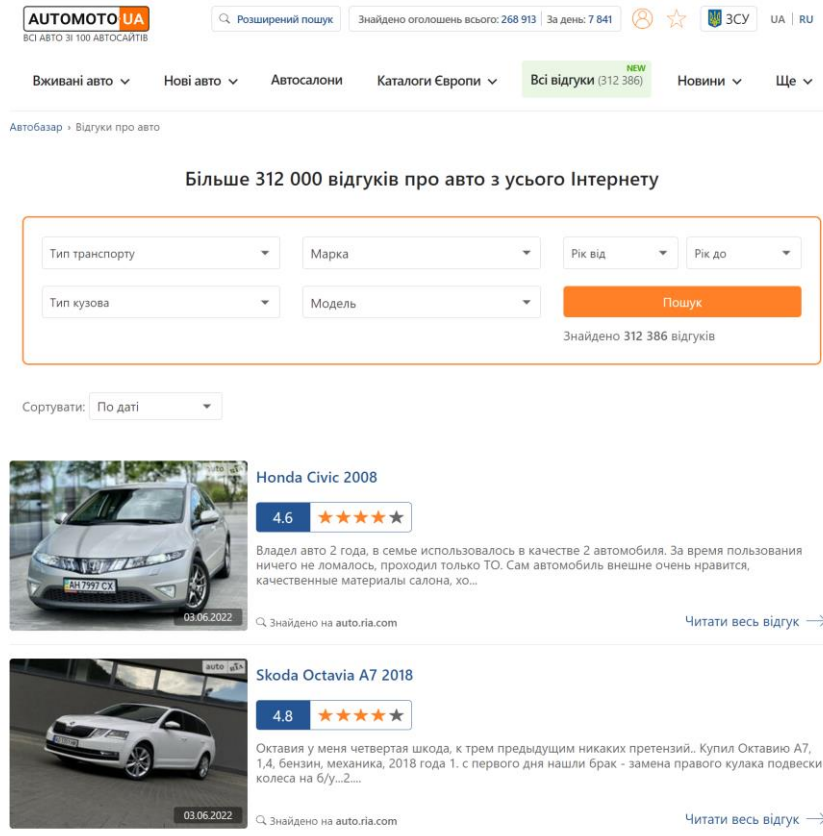 AUTOMOTO UA
ВСІ АВТО ЗІ 100 АВТОСАЙТІВ
Розширений пошук
Знайдено оголошень всього: 268 913 | За день: 7 841
ЗСУ
UA | RU
Вживані авто
Нові авто
Автосалони
Каталоги Європи
NEW
Всі відгуки (312 386)
Новини
Ще
Автобазар › Відгуки про авто
Більше 312 000 відгуків про авто з усього Інтернету
Тип транспорту
Марка
Рік від
Рік до
Тип кузова
Модель
Пошук
Знайдено 312 386 відгуків
Сортувати: По даті
auto RIA
AH 7997 CX
03.06.2022
Honda Civic 2008
4.6
Владел авто 2 года, в семье использовалось в качестве 2 автомобиля. За время пользования
ничего не ломалось, проходил только ТО. Сам автомобиль внешне очень нравится,
качественные материалы салона, хо...
Знайдено на auto.ria.com
Читати весь відгук
auto RIA
03.06.2022
Skoda Octavia A7 2018
4.8
Октавия у меня четвертая шкода, к трем предыдущим никаких претензий.. Купил Октавию А7,
1,4, бензин, механика, 2018 года 1. с первого дня нашли брак - замена правого кулака подвески
колеса на б/у...2....
Знайдено на auto.ria.com
Читати весь відгук